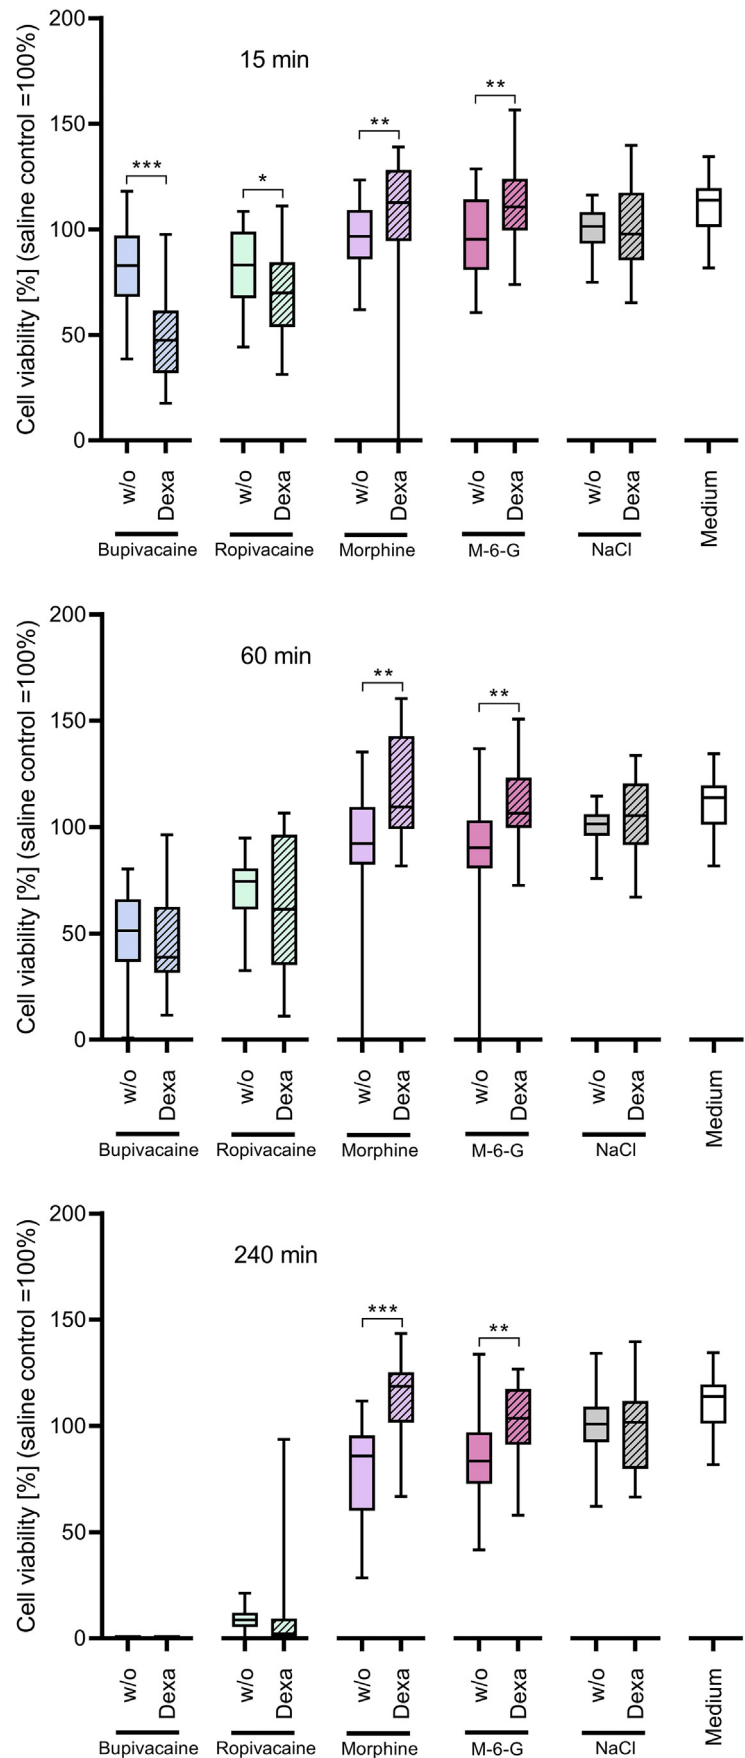 200
15 min
**
150
**
***
*
100
50
0
Cell viability [%] (saline control =100%)
w/o Dexa w/o Dexa w/o Dexa w/o Dexa w/o Dexa Medium
Bupivacaine Ropivacaine Morphine M-6-G NaCl
200
60 min
**
**
150
100
50
0
Cell viability [%] (saline control =100%)
w/o Dexa w/o Dexa w/o Dexa w/o Dexa w/o Dexa Medium
Bupivacaine Ropivacaine Morphine M-6-G NaCl
200
240 min
***
**
150
100
50
0
Cell viability [%] (saline control =100%)
w/o Dexa w/o Dexa w/o Dexa w/o Dexa w/o Dexa Medium
Bupivacaine Ropivacaine Morphine M-6-G NaCl